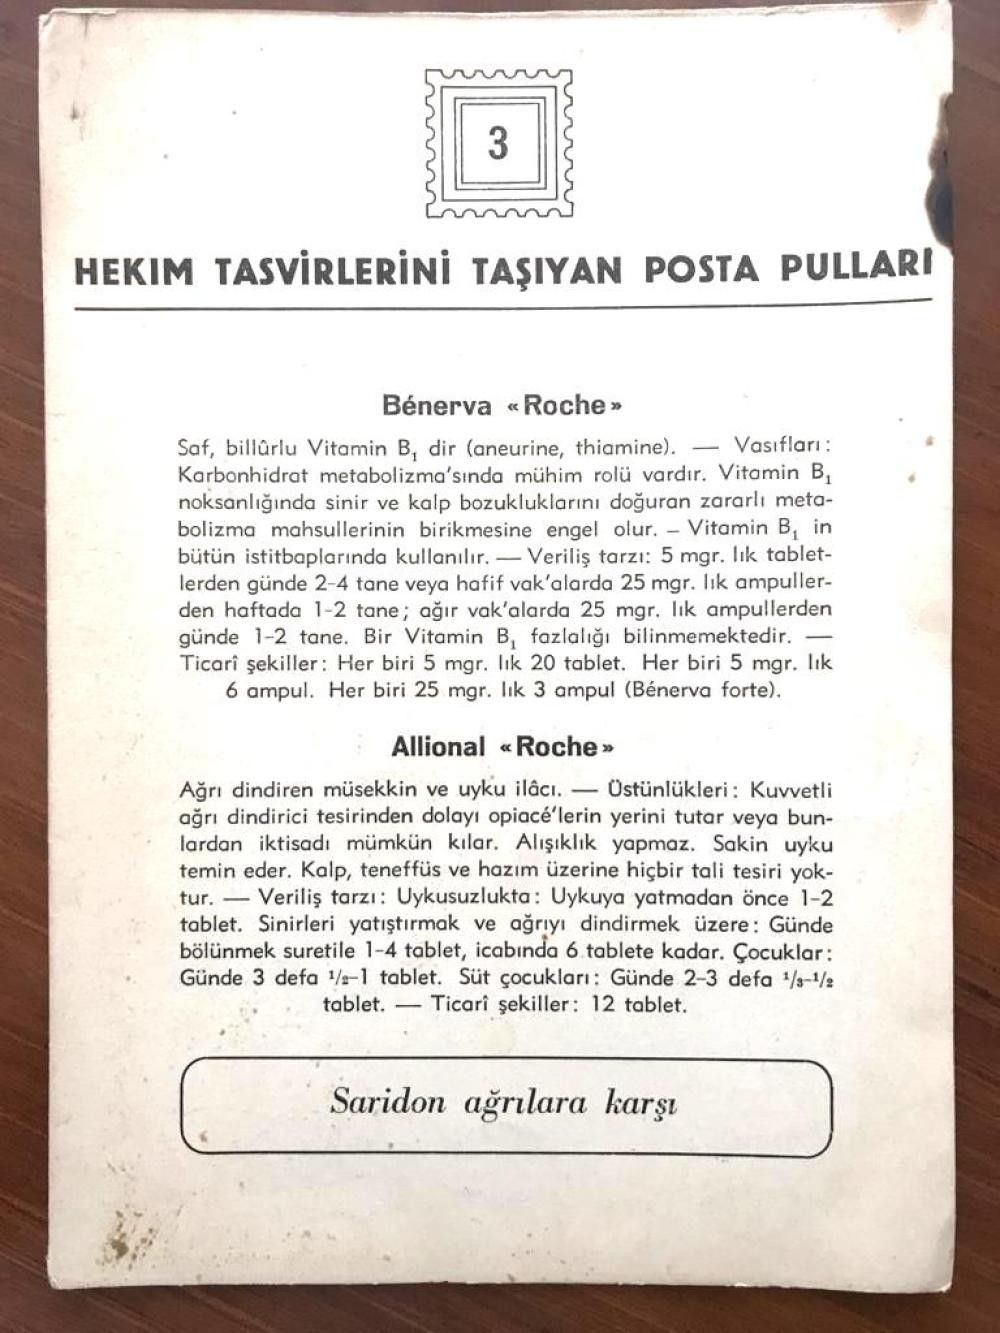 3
HEKIM TASVİRLERİNİ TAŞIYAN POSTA PULLARI
Bénerva «Roche»
Saf, billûrlu Vitamin B₁ dir (aneurine, thiamine). — Vasıfları:
Karbonhidrat metabolizma'sında mühim rolü vardır. Vitamin B₁
noksanlığında sinir ve kalp bozukluklarını doğuran zararlı meta-
bolizma mahsullerinin birikmesine engel olur. – Vitamin B₁ in
bütün istitbaplarında kullanılır. — Veriliş tarzı: 5 mgr. lık tablet-
lerden günde 2-4 tane veya hafif vak'alarda 25 mgr. lık ampuller-
den haftada 1-2 tane; ağır vak'alarda 25 mgr. lık ampullerden
günde 1-2 tane. Bir Vitamin B₁ fazlalığı bilinmemektedir. —
Ticarî şekiller: Her biri 5 mgr. lık 20 tablet. Her biri 5 mgr. lık
6 ampul. Her biri 25 mgr. lık 3 ampul (Bénerva forte).
Allional «Roche»
Ağrı dindiren müsekkin ve uyku ilâcı. — Üstünlükleri: Kuvvetli
ağrı dindirici tesirinden dolayı opiacé'lerin yerini tutar veya bun-
lardan iktisadı mümkün kılar. Alışıklık yapmaz. Sakin uyku
temin eder. Kalp, teneffüs ve hazım üzerine hiçbir tali tesiri yok-
tur. — Veriliş tarzı: Uykusuzlukta: Uykuya yatmadan önce 1-2
tablet. Sinirleri yatıştırmak ve ağrıyı dindirmek üzere: Günde
bölünmek suretile 1-4 tablet, icabında 6 tablete kadar. Çocuklar:
Günde 3 defa ½-1 tablet. Süt çocukları: Günde 2-3 defa ⅓-½
tablet. — Ticarî şekiller: 12 tablet.
Saridon ağrılara karşı